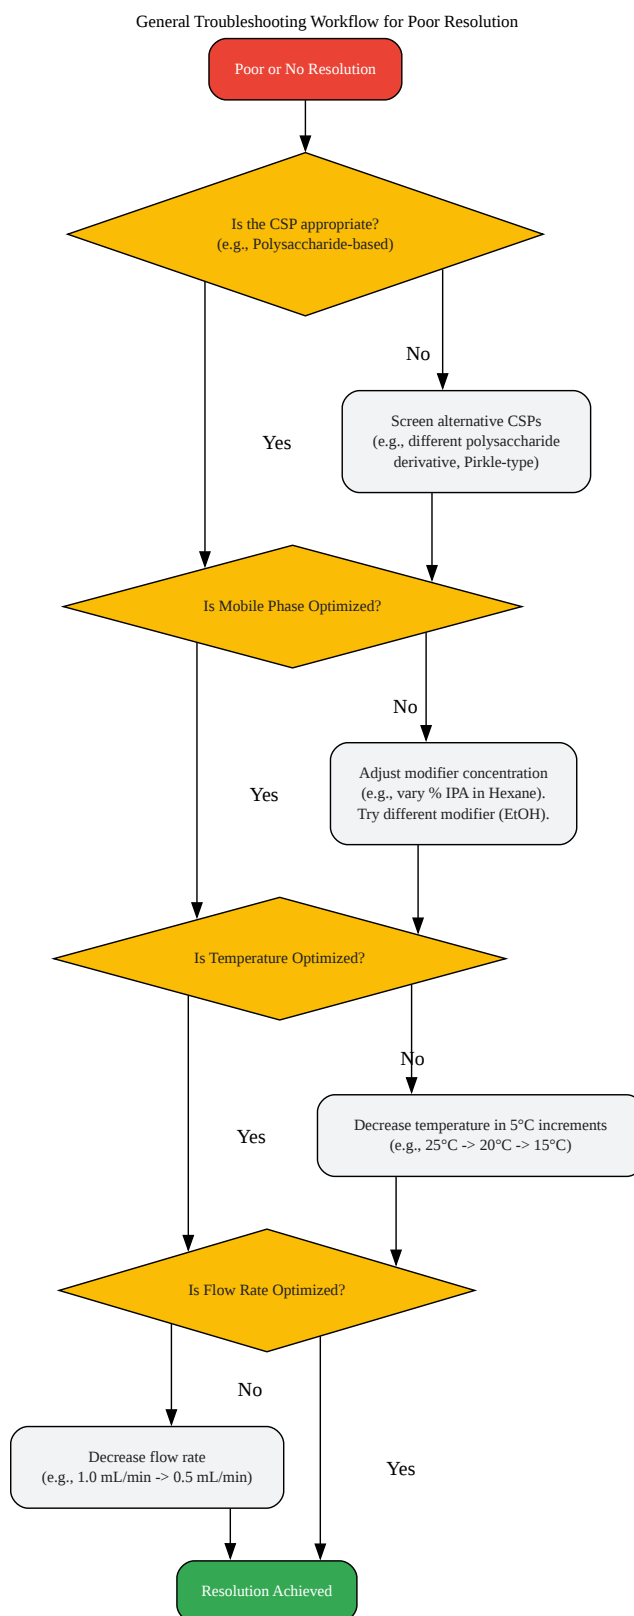 General Troubleshooting Workflow for Poor Resolution
Poor or No Resolution
Is the CSP appropriate?
(e.g., Polysaccharide-based)
No
Screen alternative CSPs
(e.g., different polysaccharide
derivative, Pirkle-type)
Yes
Is Mobile Phase Optimized?
No
Adjust modifier concentration
(e.g., vary % IPA in Hexane).
Try different modifier (EtOH).
Yes
Is Temperature Optimized?
No
Decrease temperature in 5°C increments
(e.g., 25°C -> 20°C -> 15°C)
Yes
Is Flow Rate Optimized?
No
Decrease flow rate
(e.g., 1.0 mL/min -> 0.5 mL/min)
Yes
Resolution Achieved